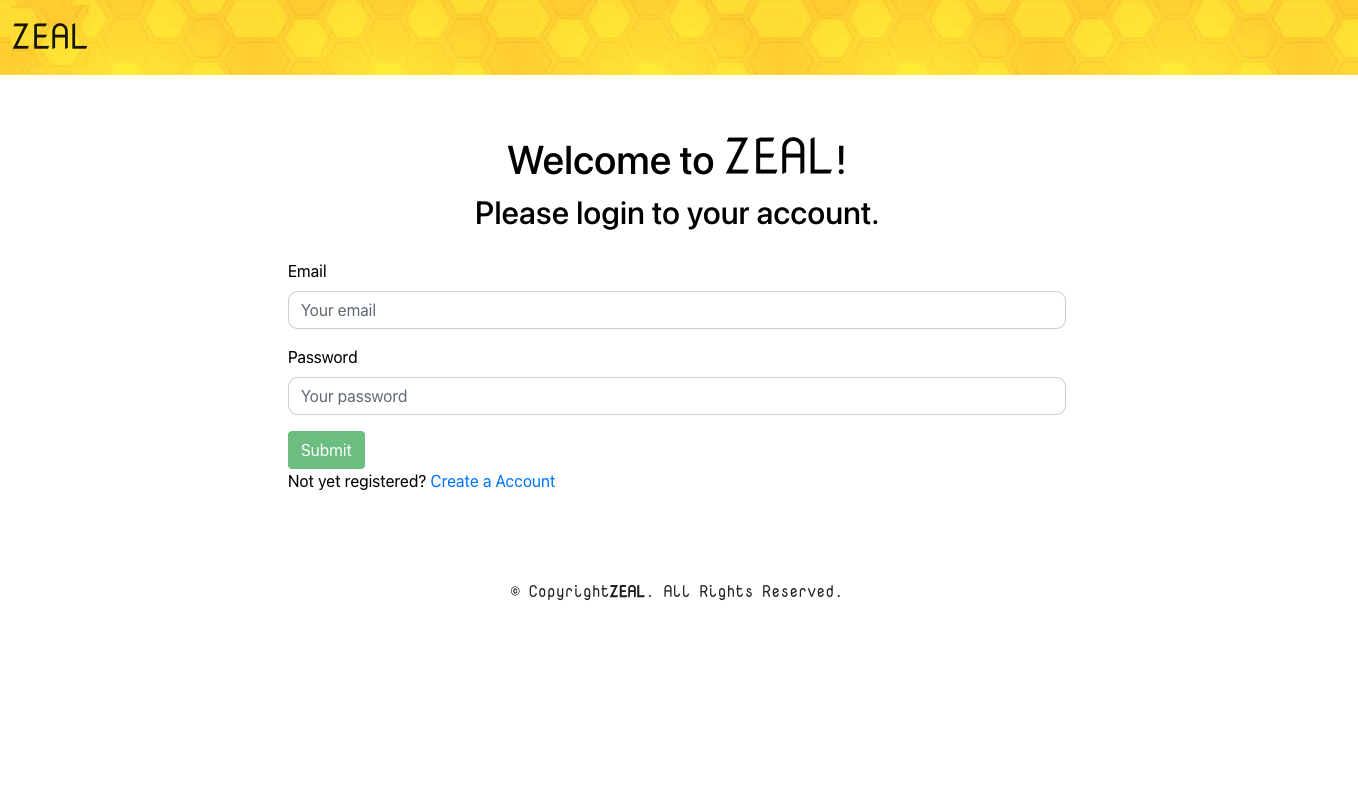 ZEAL
Welcome to ZEAL!
Please login to your account.
Email
Your email
Password
Your password
Submit
Not yet registered? Create a Account
© CopyrightZEAL. All Rights Reserved.